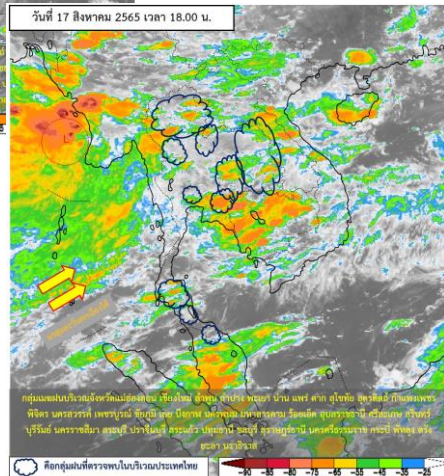 วันที่ 17 สิงหาคม 2565 เวลา 18.00 น.
L
กลุ่มเมฆฝนบริเวณจังหวัดแม่ฮ่องสอน เชียงใหม่ ลำพูน ลำปาง พะเยา น่าน แพร่ ตาก สุโขทัย อุตรดิตถ์ กำแพงเพชร
พิจิตร นครสวรรค์ เพชรบูรณ์ ชัยภูมิ เลย บึงกาฬ นครพนม มหาสารคาม ร้อยเอ็ด อุบลราชธานี ศรีสะเกษ สุรินทร์
บุรีรัมย์ นครราชสีมา สระบุรี ปราจีนบุรี สระแก้ว ปทุมธานี ชลบุรี สุราษฎร์ธานี นครศรีธรรมราช กระบี่ พัทลุง ตรัง
ยะลา นราธิวาส
คือกลุ่มฝนที่ตรวจพบในบริเวณประเทศไทย
-90 -85 -75 -65 -55 -45 -35 -25